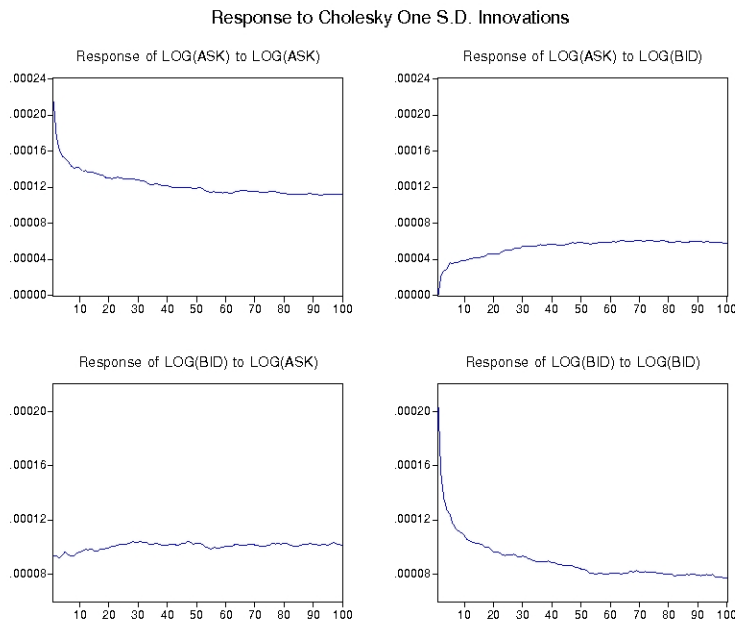 Response to Cholesky One S.D. Innovations
Response of LOG(ASK) to LOG(ASK)
.00024
.00020
.00016
.00012
.00008
.00004
.00000
10 20 30 40 50 60 70 80 90 100
Response of LOG(ASK) to LOG(BID)
.00024
.00020
.00016
.00012
.00008
.00004
.00000
10 20 30 40 50 60 70 80 90 100
Response of LOG(BID) to LOG(ASK)
.00020
.00016
.00012
.00008
10 20 30 40 50 60 70 80 90 100
Response of LOG(BID) to LOG(BID)
.00020
.00016
.00012
.00008
10 20 30 40 50 60 70 80 90 100